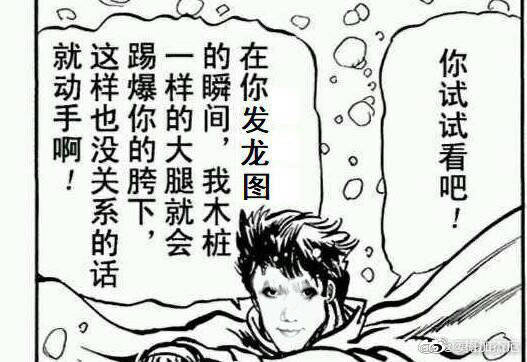 你试试看吧！
在你发龙图
的瞬间，我木桩
一样的大腿就会
踢爆你的胯下，
这样也没关系的话
就动手啊！